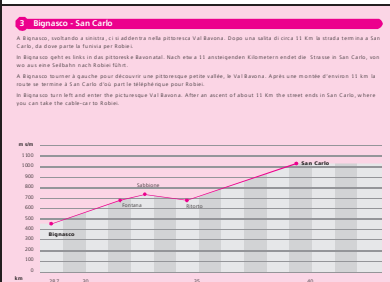 3 Bignasco - San Carlo
A Bignasco, svoltando a sinistra, ci si addentra nella pittoresca Val Bavona. Dopo una salita di circa 11 Km la strada termina a San
Carlo, da dove parte la funivia per Robiei.
In Bignasco geht es links in das pittoreske Bavonatal. Nach etwa 11 ansteigenden Kilometern endet die Strasse in San Carlo, von
wo aus eine Seilbahn nach Robiei führt.
A Bignasco tourner à gauche pour découvrir une pittoresque petite vallée, le Val Bavona. Après une montée d'environ 11 km la
route se termine à San Carlo d'où part le téléphérique pour Robiei.
In Bignasco turn left and enter the picturesque Val Bavona. After an ascent of about 11 Km the street ends in San Carlo, where
you can take the cable-car to Robiei.
m s/m
1100
1000
900
800
700
600
500
400
300
200
100
0
San Carlo
Sabbione
Fontana
Ritorto
Bignasco
km
30
35
40